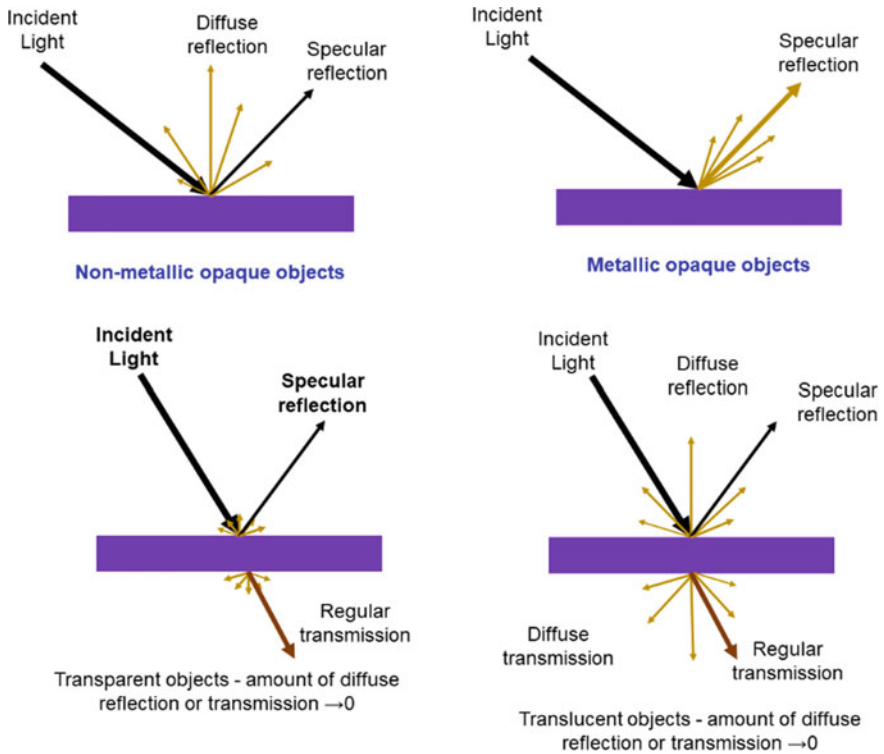 Incident
Light
Diffuse
reflection
Specular
reflection
Non-metallic opaque objects
Incident
Light
Specular
reflection
Metallic opaque objects
Incident
Light
Specular
reflection
Regular
transmission
Transparent objects - amount of diffuse
reflection or transmission →0
Incident
Light
Diffuse
reflection
Specular
reflection
Diffuse
transmission
Regular
transmission
Translucent objects - amount of diffuse
reflection or transmission →0